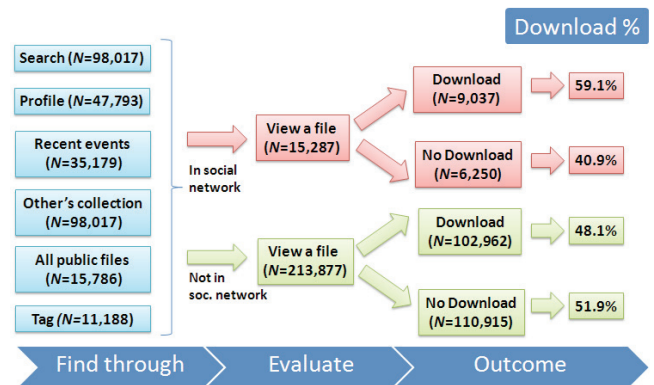 Download %
Search (N=98,017)
Profile (N=47,793)
Recent events
(N=35,179)
Other's collection
(N=98,017)
All public files
(N=15,786)
Tag (N=11,188)
In social
network
Not in
soc. network
View a file
(N=15,287)
View a file
(N=213,877)
Download
(N=9,037)
59.1%
No Download
(N=6,250)
40.9%
Download
(N=102,962)
48.1%
No Download
(N=110,915)
51.9%
Find through
Evaluate
Outcome